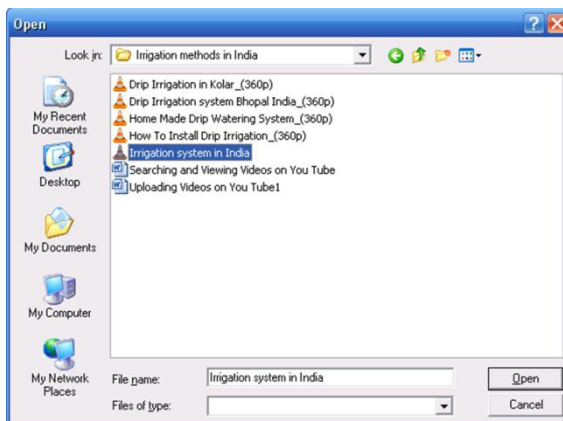 Open
Look in:
Irrigation methods in India
My Recent
Documents
Desktop
My Documents
My Computer
My Network
Places
Drip Irrigation in Kolar_(360p)
Drip Irrigation system Bhopal India_(360p)
Home Made Drip Watering System_(360p)
How To Install Drip Irrigation_(360p)
Irrigation system in India
Searching and Viewing Videos on You Tube
Uploading Videos on You Tube1
File name:
Irrigation system in India
Open
Files of type:
Cancel